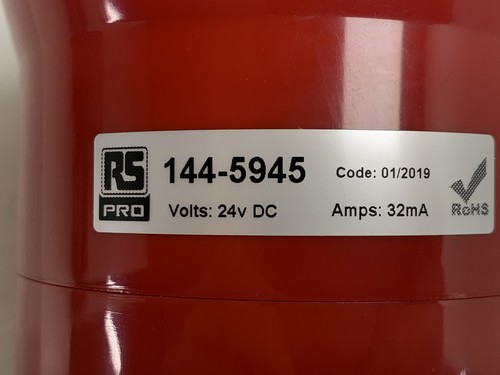 RS
PRO
144-5945
Code: 01/2019
Volts: 24v DC
Amps: 32mA
RoHS